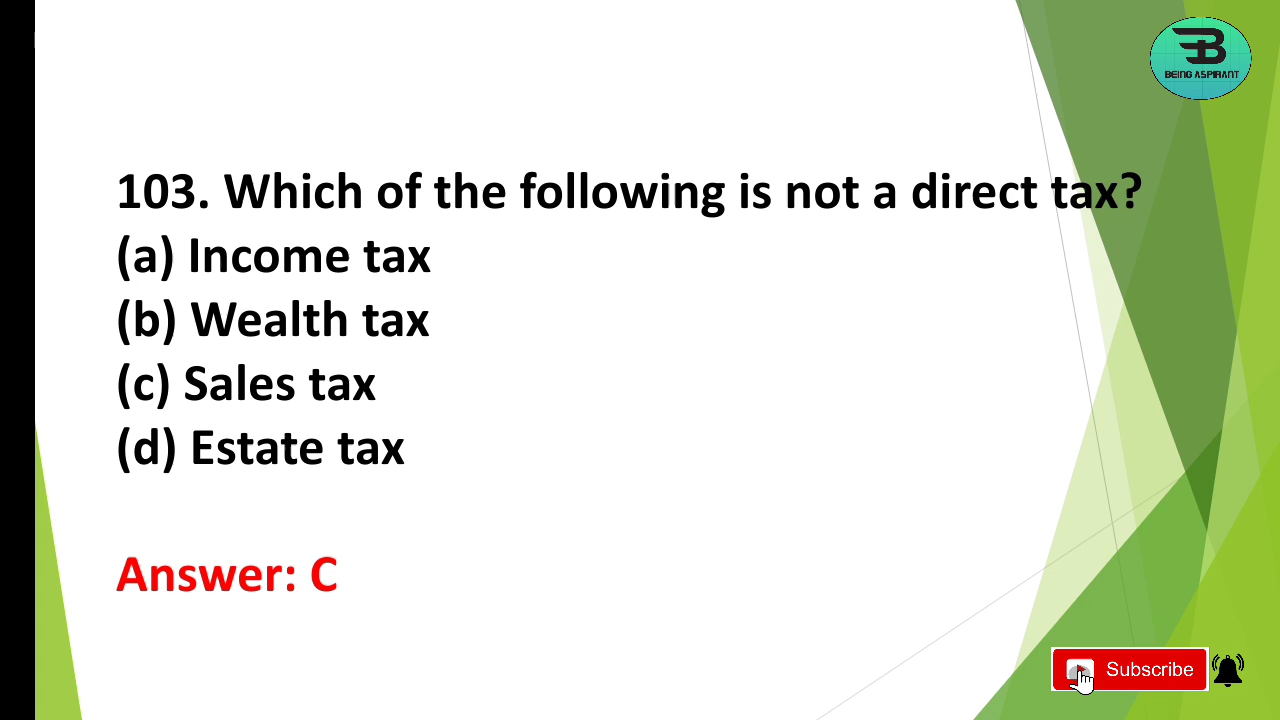 BEING ASPIRANT
103. Which of the following is not a direct tax?
(a) Income tax
(b) Wealth tax
(c) Sales tax
(d) Estate tax
Answer: C
Subscribe